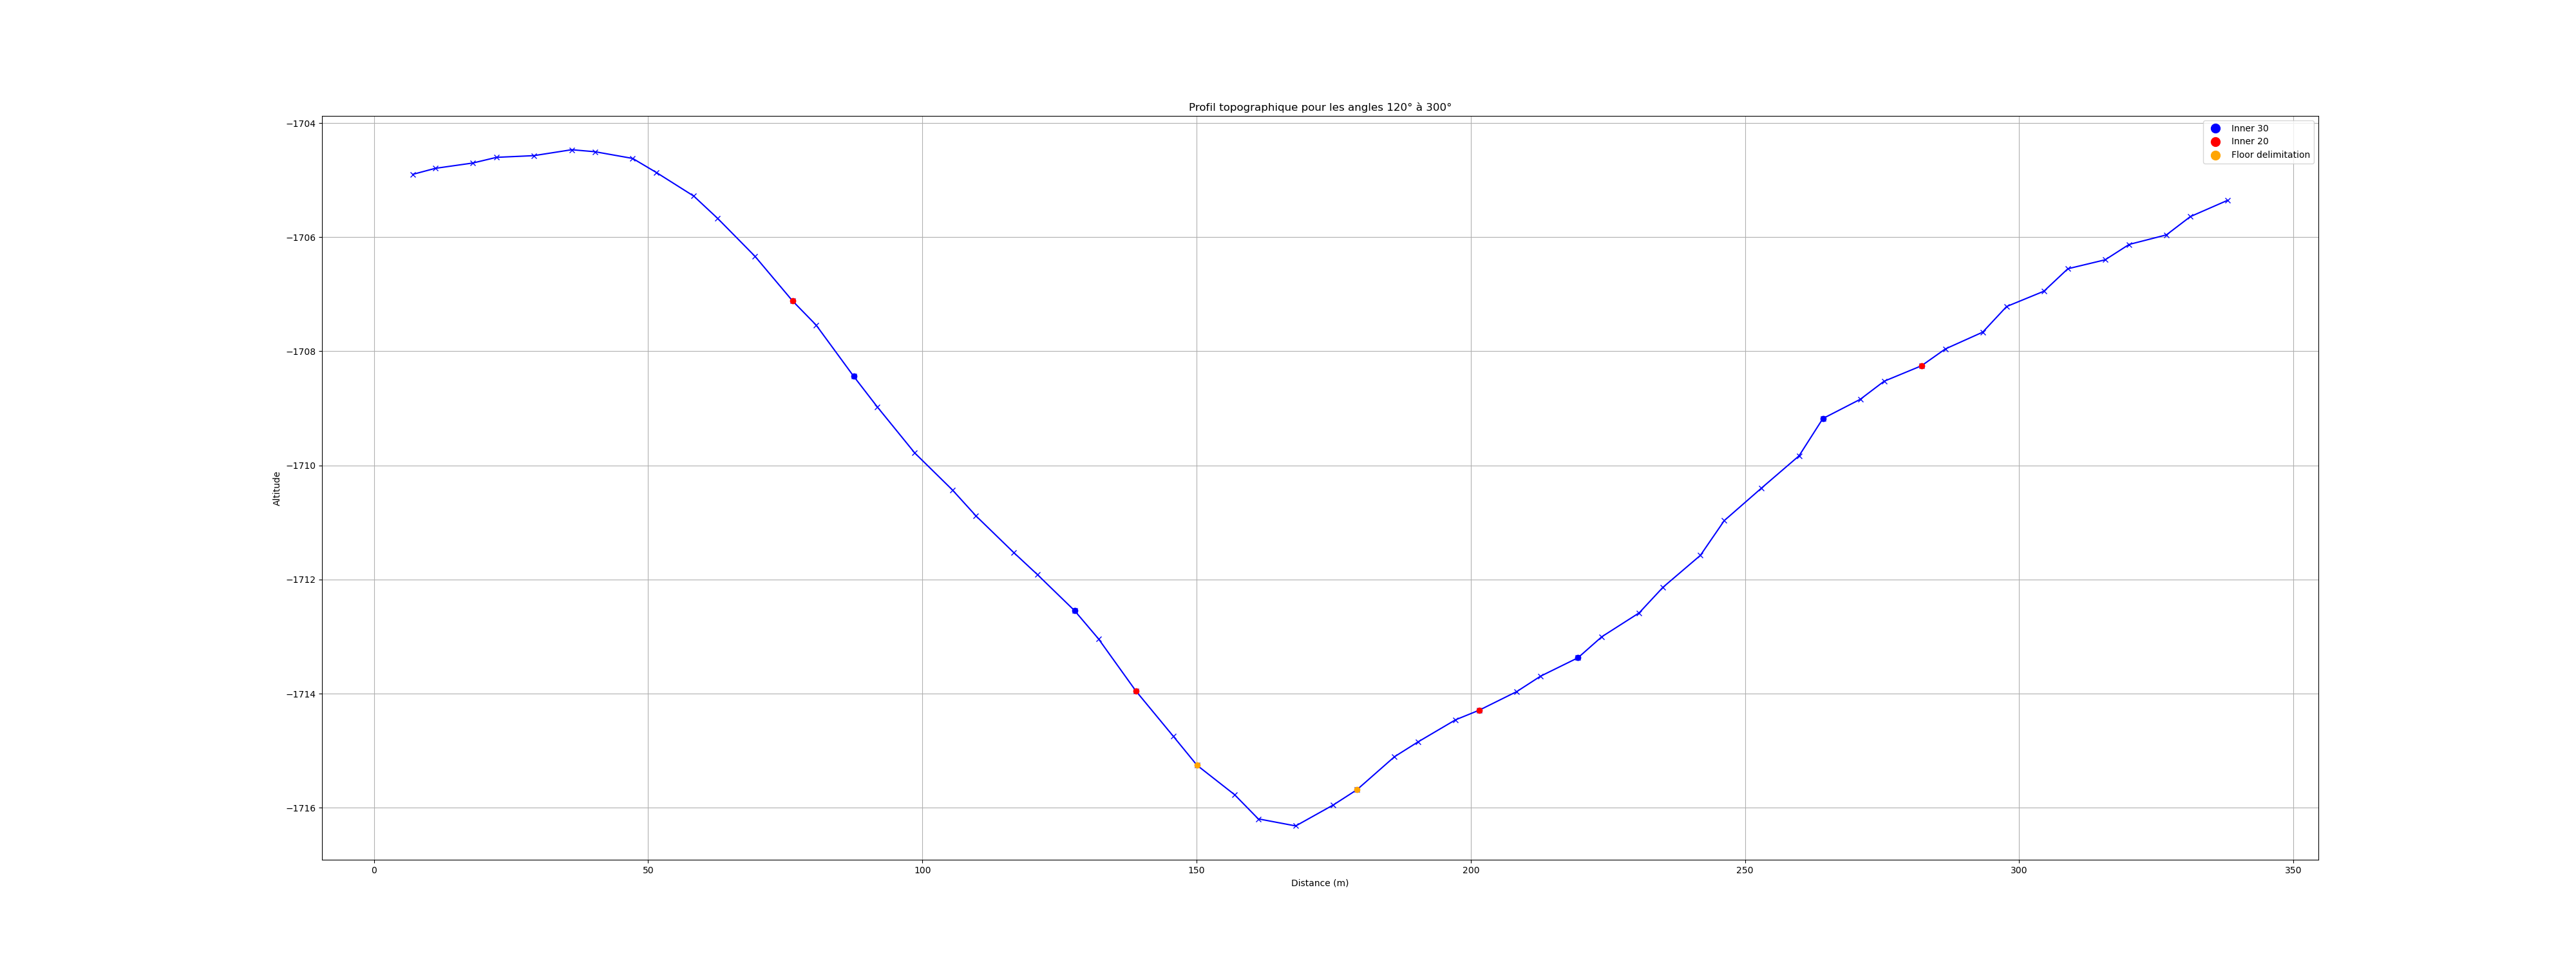 Profil topographique pour les angles 120° à 300°
Inner 30
Inner 20
Floor delimitation
−1704
−1706
−1708
−1710
−1712
−1714
−1716
Altitude
0 50 100 150 200 250 300 350
Distance (m)